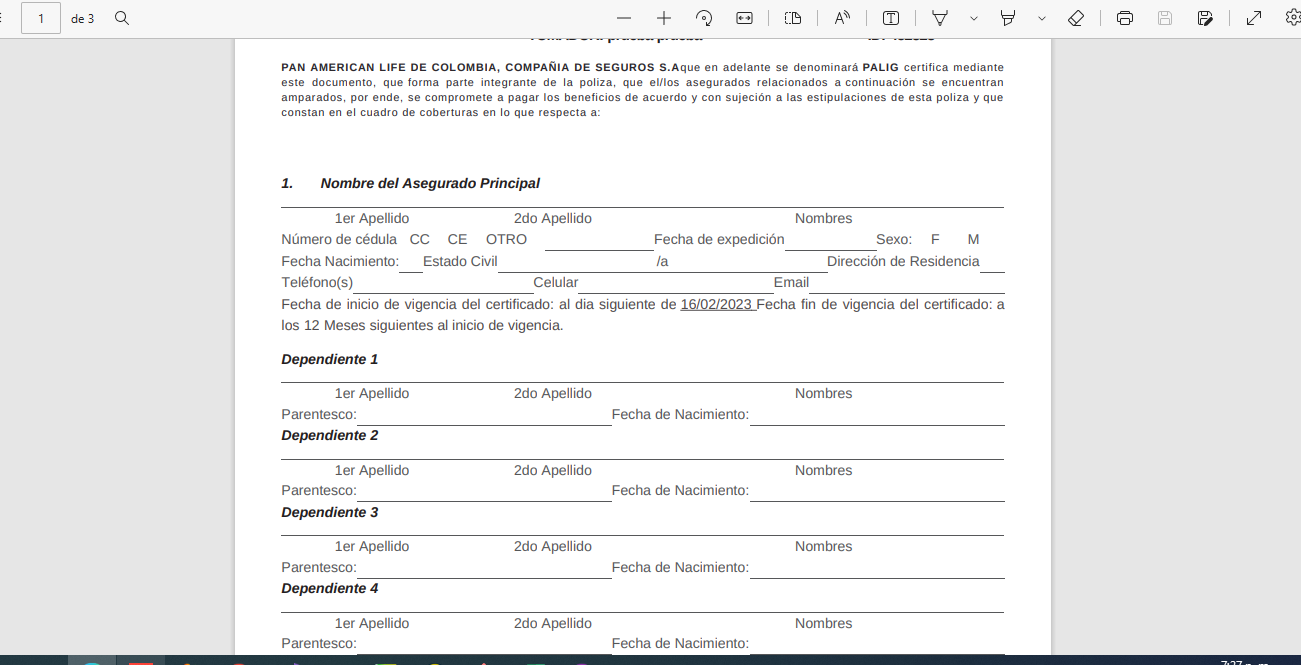 1 de 3
PAN AMERICAN LIFE DE COLOMBIA, COMPAÑIA DE SEGUROS S.Aque en adelante se denominará PALIG certifica mediante
este documento, que forma parte integrante de la poliza, que el/los asegurados relacionados a continuación se encuentran
amparados, por ende, se compromete a pagar los beneficios de acuerdo y con sujeción a las estipulaciones de esta poliza y que
constan en el cuadro de coberturas en lo que respecta a:
1. Nombre del Asegurado Principal
1er Apellido 2do Apellido Nombres
Número de cédula CC CE OTRO Fecha de expedición Sexo: F M
Fecha Nacimiento: Estado Civil /a Dirección de Residencia
Teléfono(s) Celular Email
Fecha de inicio de vigencia del certificado: al dia siguiente de 16/02/2023 Fecha fin de vigencia del certificado: a
los 12 Meses siguientes al inicio de vigencia.
Dependiente 1
1er Apellido 2do Apellido Nombres
Parentesco: Fecha de Nacimiento:
Dependiente 2
1er Apellido 2do Apellido Nombres
Parentesco: Fecha de Nacimiento:
Dependiente 3
1er Apellido 2do Apellido Nombres
Parentesco: Fecha de Nacimiento:
Dependiente 4
1er Apellido 2do Apellido Nombres
Parentesco: Fecha de Nacimiento: